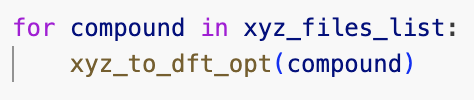 for compound in xyz_files_list:
    xyz_to_dft_opt(compound)